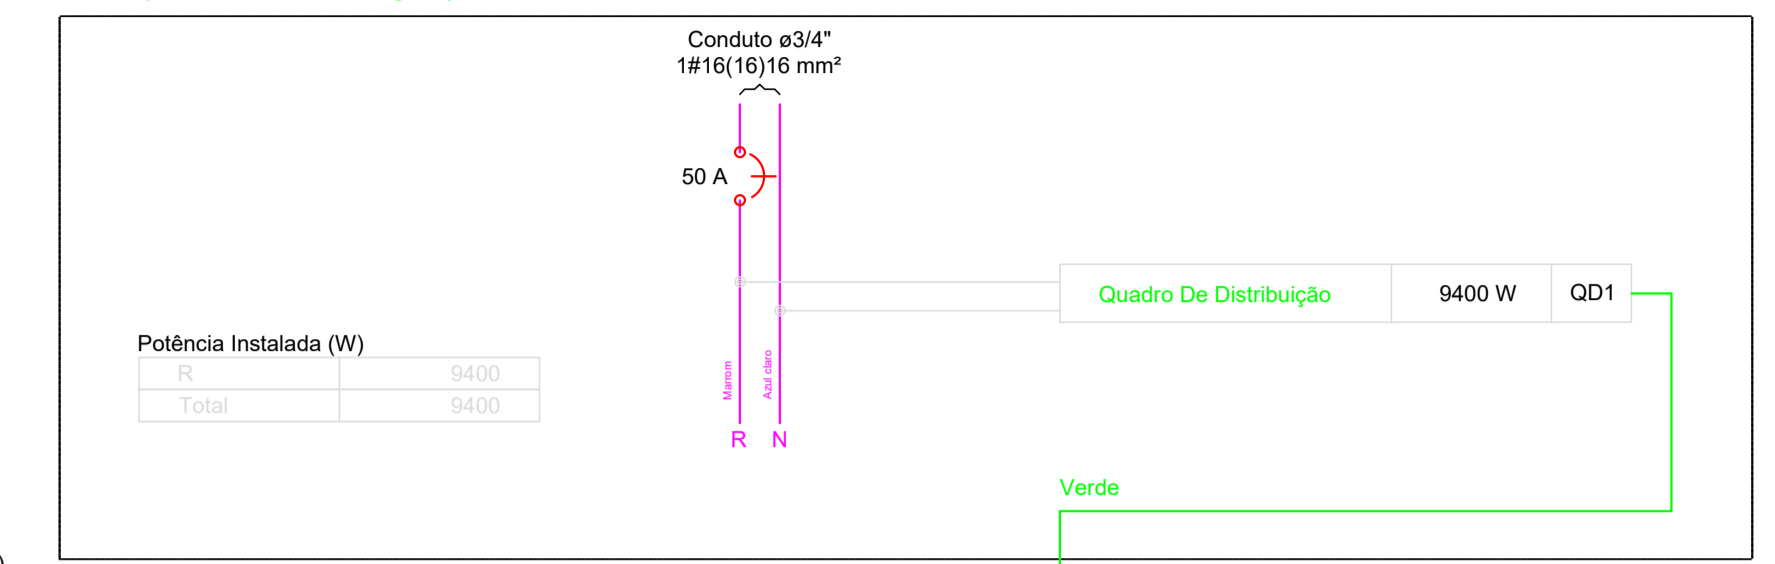 Conduto ø3/4"
1#16(16)16 mm²
50 A
Quadro De Distribuição 9400 W QD1
Potência Instalada (W)
R 9400
Total 9400
Marrom
Azul claro
R N
Verde